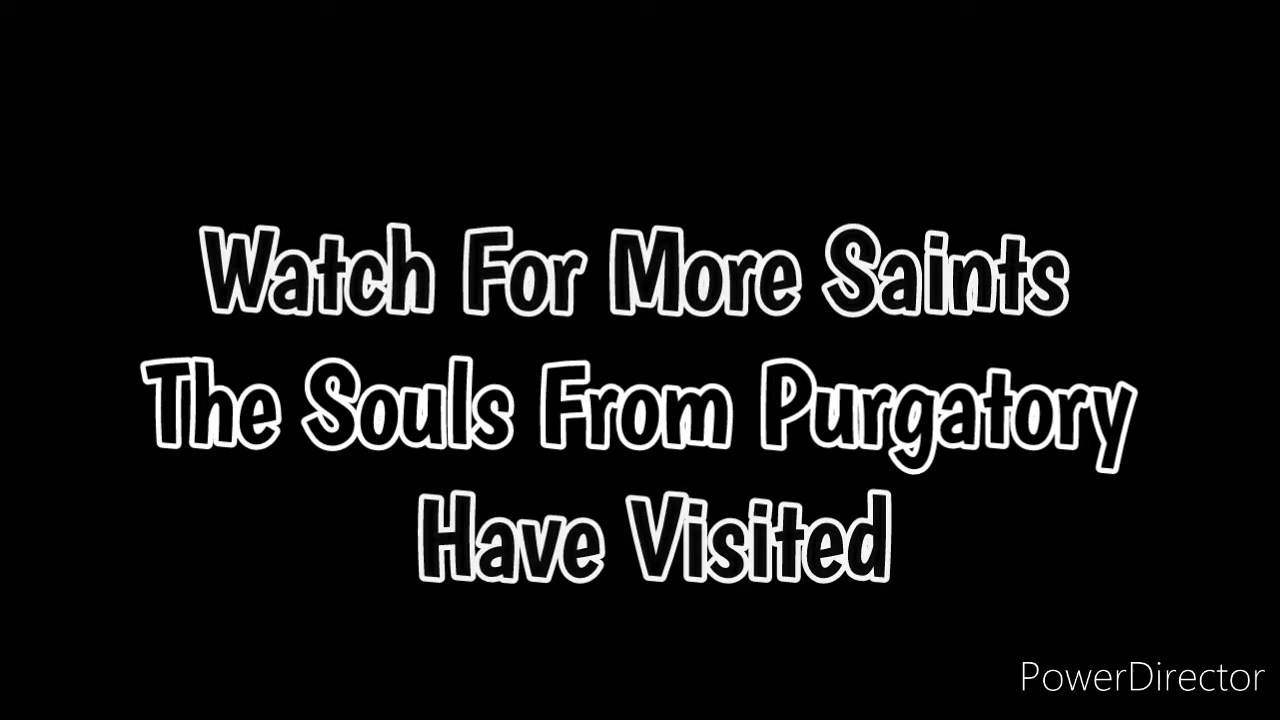 Watch For More Saints
The Souls From Purgatory
Have Visited
PowerDirector